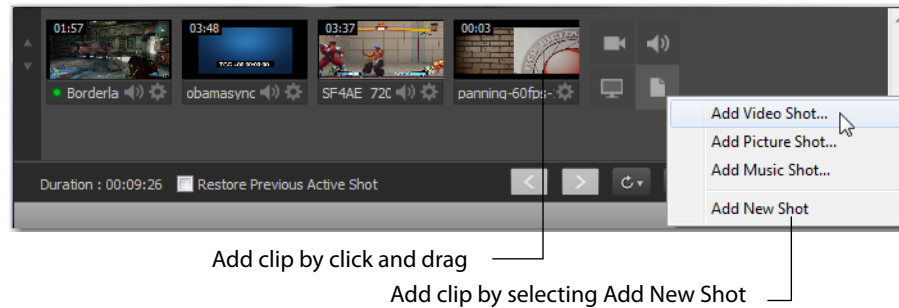 01:57
03:48
03:37
00:03
Borderla
obamasync
SF4AE_720
panning-60fps-
Add Video Shot...
Add Picture Shot...
Add Music Shot...
Add New Shot
Duration : 00:09:26
Restore Previous Active Shot
Add clip by click and drag
Add clip by selecting Add New Shot